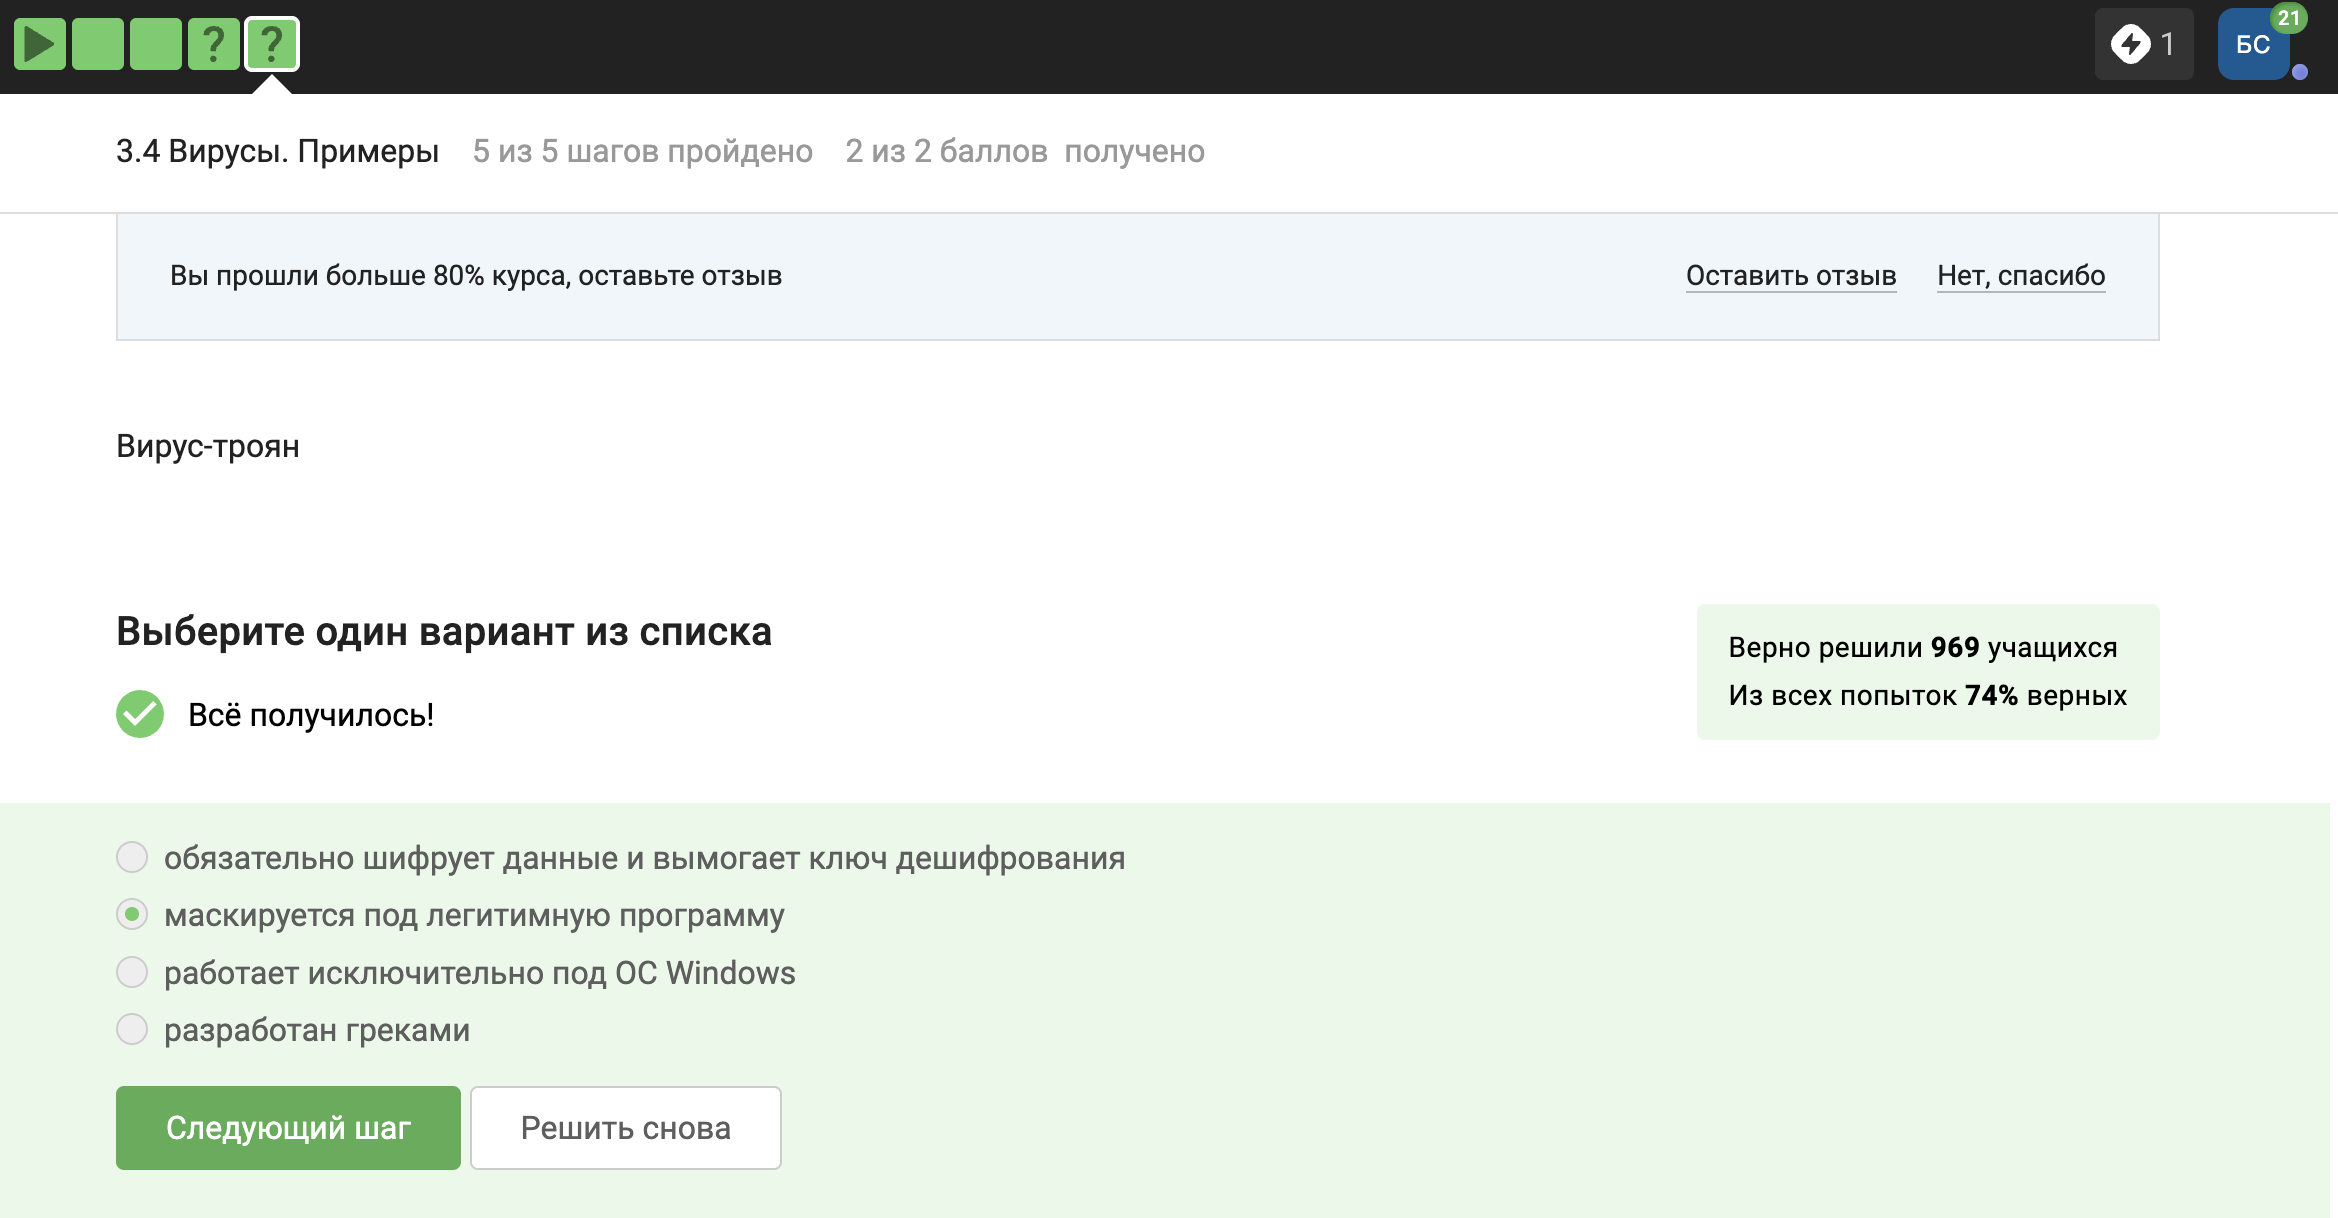 ? ?
1
БС
21
3.4 Вирусы. Примеры 5 из 5 шагов пройдено 2 из 2 баллов получено
Вы прошли больше 80% курса, оставьте отзыв Оставить отзыв Нет, спасибо
Вирус-троян
Выберите один вариант из списка
Всё получилось!
Верно решили 969 учащихся
Из всех попыток 74% верных
обязательно шифрует данные и вымогает ключ дешифрования
маскируется под легитимную программу
работает исключительно под ОС Windows
разработан греками
Следующий шаг Решить снова